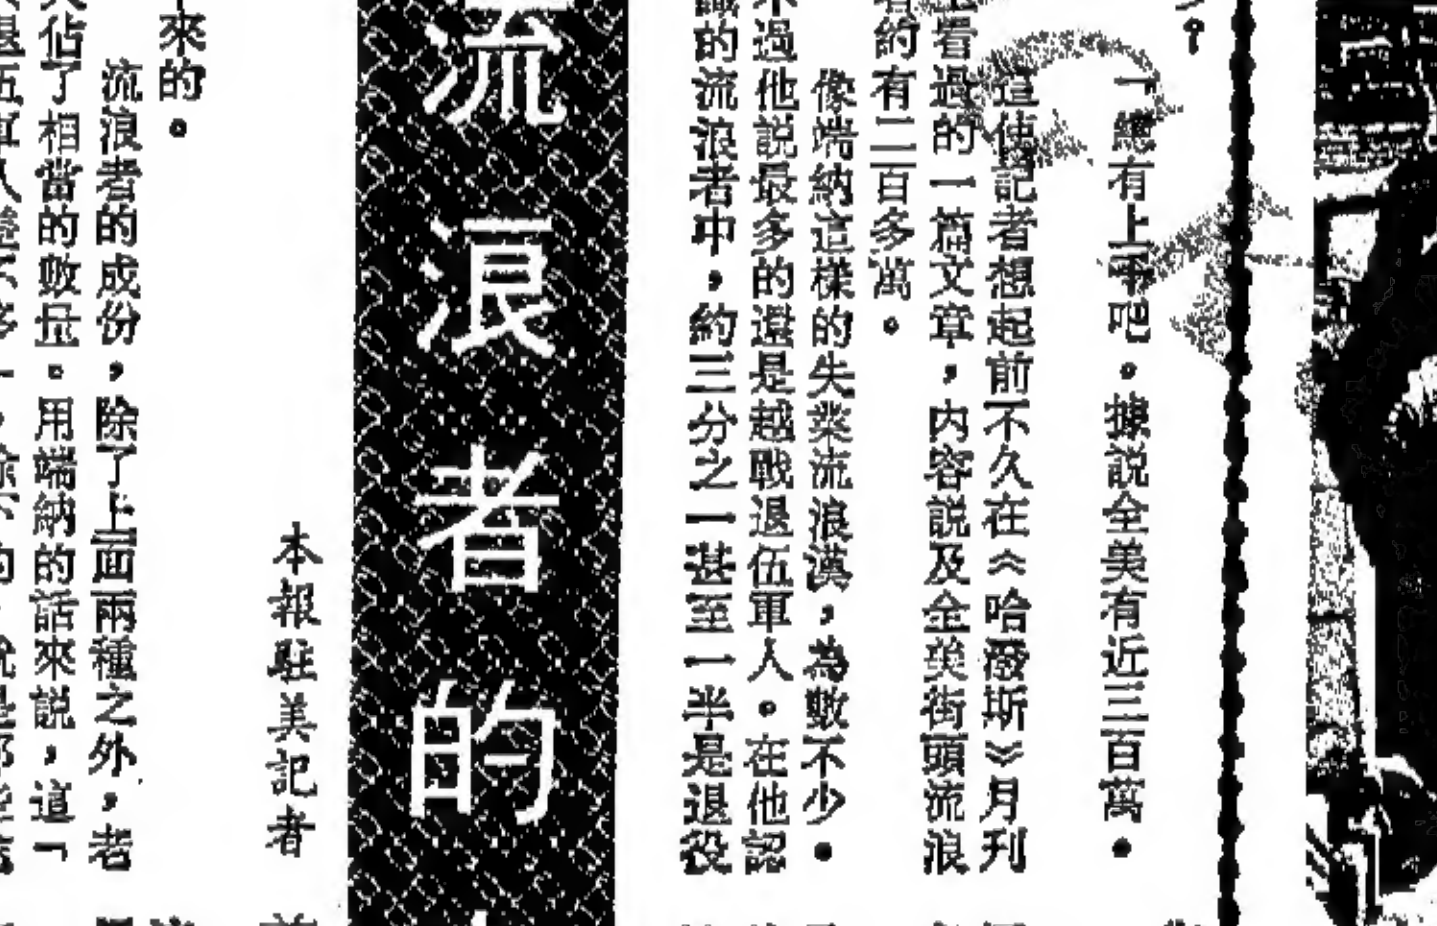 「總有上千吧。據説全美有近三百萬。
這使記者想起前不久在《哈潑斯》月刊
看過的一篇文章，内容説及全美街頭流浪
者約有二百多萬。
像端納這樣的失業流浪漢，為數不少。
不過他説最多的還是越戰退伍軍人。在他認
識的流浪者中，約三分之一甚至一半是退役
流浪者的
本報駐美記者
來的。
流浪者的成份，除了上面兩種之外，老
佔了相當的數量。用端納的話來説，這「